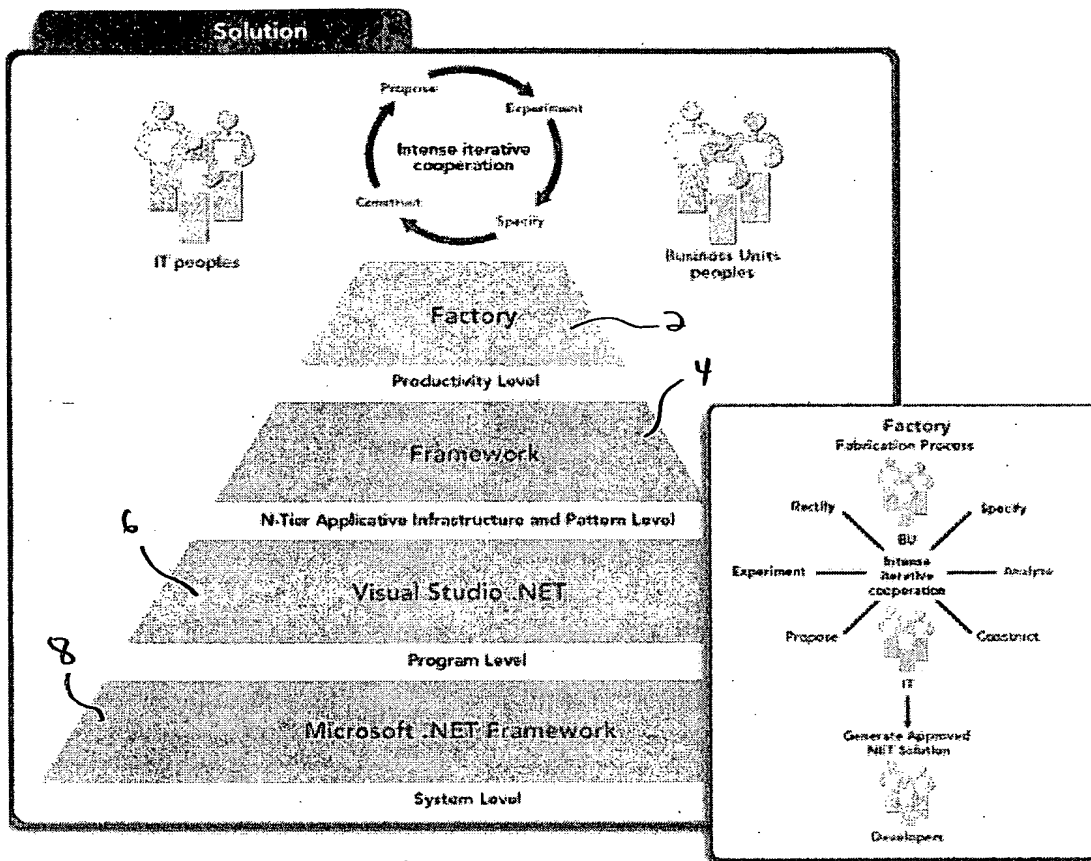 Solution
Propose
Experiment
Intense iterative
cooperation
Construct
Specify
IT peoples
Business Units
peoples
Factory
2
Productivity Level
4
Framework
N-Tier Applicative Infrastructure and Pattern Level
6
Visual Studio .NET
Program Level
8
Microsoft .NET Framework
System Level
Factory
Fabrication Process
Rectify
Specify
BU
Experiment
Intense
iterative
cooperation
Analyse
Propose
Construct
IT
Generate Approved
.NET Solution
Developers